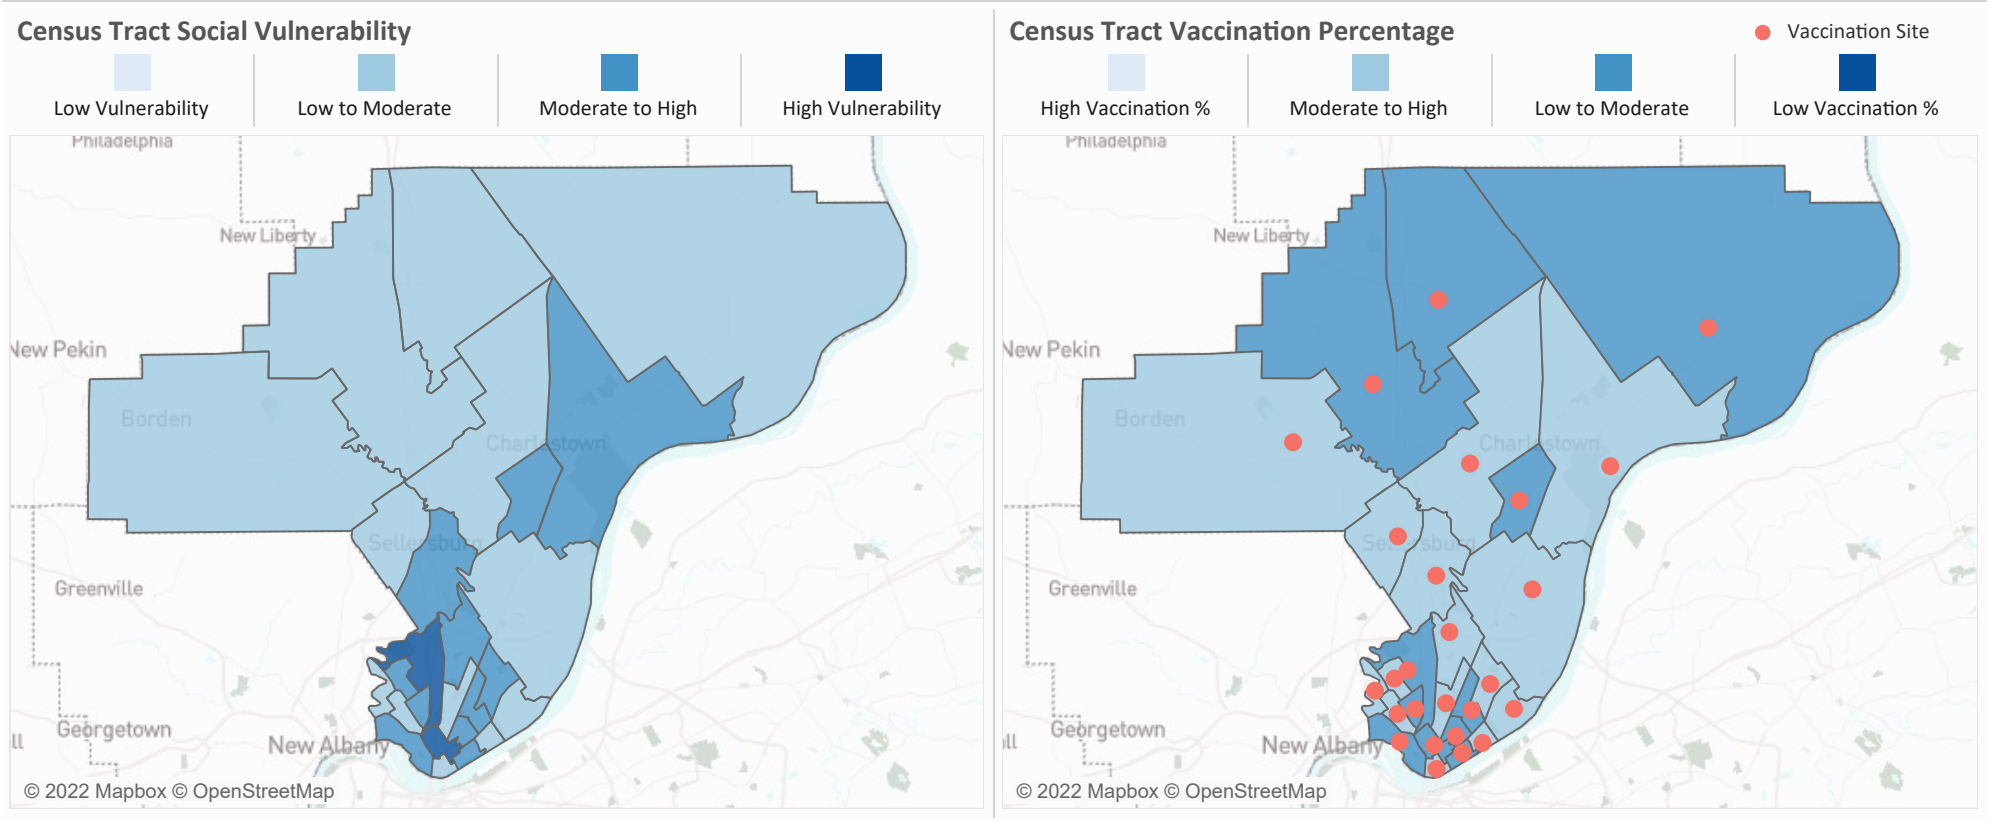 Census Tract Social Vulnerability
Low Vulnerability
Low to Moderate
Moderate to High
High Vulnerability
Philadelphia
New Liberty
New Pekin
Borden
Charlestown
Sellersburg
Greenville
Georgetown
ll
New Albany
© 2022 Mapbox © OpenStreetMap
Census Tract Vaccination Percentage
Vaccination Site
High Vaccination %
Moderate to High
Low to Moderate
Low Vaccination %
Philadelphia
New Liberty
New Pekin
Borden
Charlestown
Sellersburg
Greenville
Georgetown
ll
New Albany
© 2022 Mapbox © OpenStreetMap